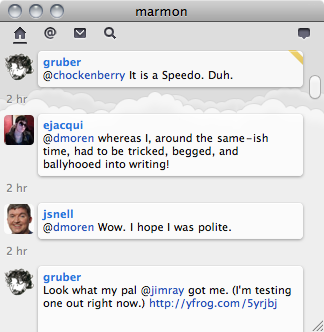 marmon
gruber
@chockenberry It is a Speedo. Duh.
2 hr
ejacqui
@dmoren whereas I, around the same-ish
time, had to be tricked, begged, and
ballyhooed into writing!
2 hr
jsnell
@dmoren Wow. I hope I was polite.
2 hr
gruber
Look what my pal @jimray got me. (I'm testing
one out right now.) http://yfrog.com/5yrjbj